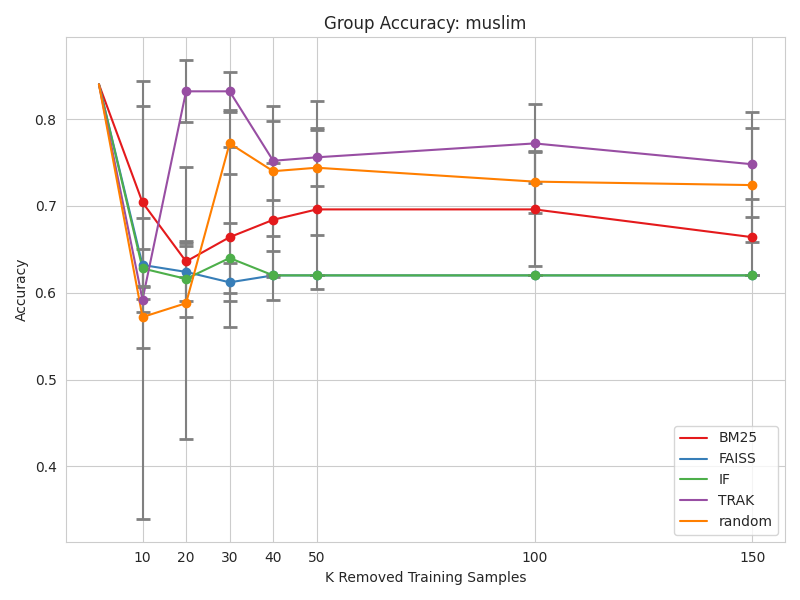 Group Accuracy: muslim
0.8
0.7
0.6
0.5
0.4
Accuracy
10 20 30 40 50 100 150
K Removed Training Samples
BM25
FAISS
IF
TRAK
random